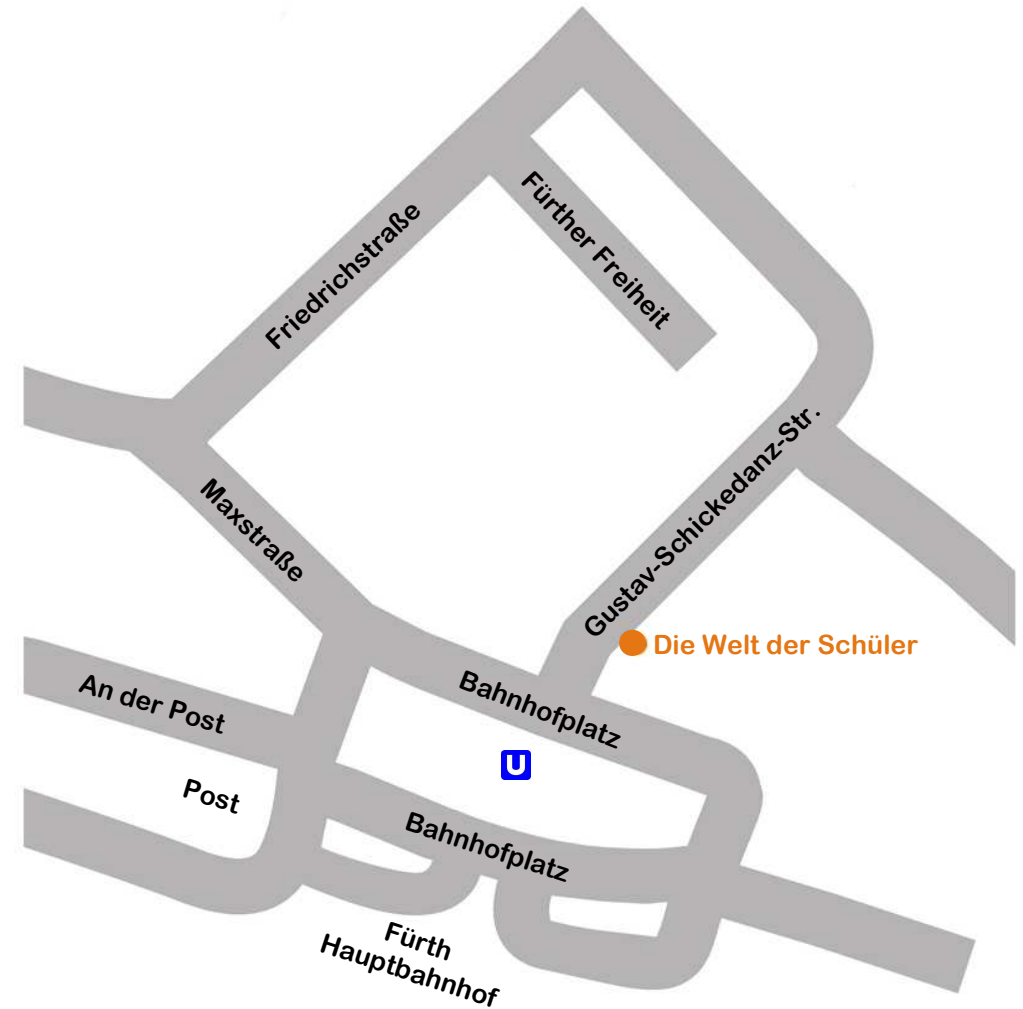 Fürther Freiheit
Friedrichstraße
Gustav-Schickedanz-Str.
Maxstraße
Die Welt der Schüler
Bahnhofplatz
An der Post
U
Post
Bahnhofplatz
Fürth
Hauptbahnhof